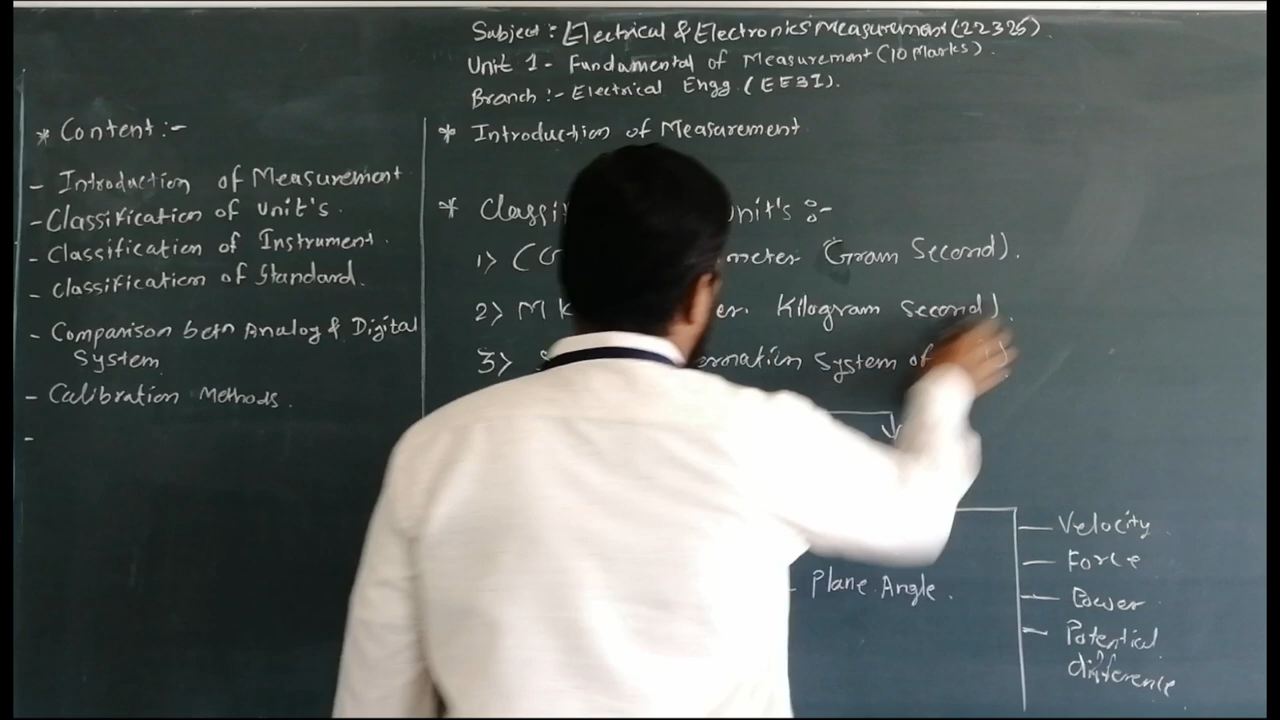 Subject : Electrical & Electronics Measurement (22325).
Unit 1 - Fundamental of Measurement (10 Marks).
Branch :- Electrical Engg. (EE3I).
* Content :-
- Introduction of Measurement
- Classification of Unit's.
- Classification of Instrument.
- Classification of Standard.
- Comparison betn Analog & Digital
System.
- Calibration Methods.
-
* Introduction of Measurement
* Classi unit's :-
1) (C meter Gram Second).
2) M K er. Kilogram Second).
3) System of
Plane Angle.
- Velocity.
- Force
- Power
- Potential
difference